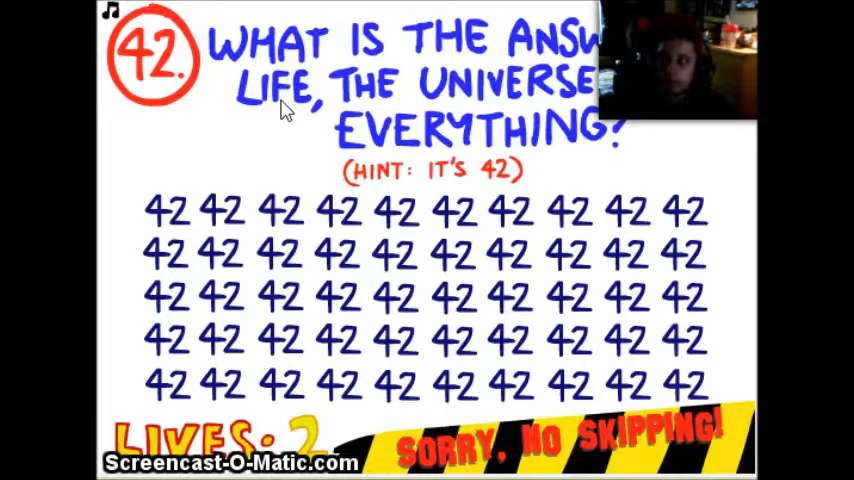 42. WHAT IS THE
LIFE, THE UNIVERSE
EVERYTHING?
(HINT: IT'S 42)
42 42 42 42 42 42 42 42 42 42
42 42 42 42 42 42 42 42 42 42
42 42 42 42 42 42 42 42 42 42
42 42 42 42 42 42 42 42 42 42
42 42 42 42 42 42 42 42 42 42
LIVES: 2
SORRY, NO SKIPPING!
Screencast-O-Matic.com